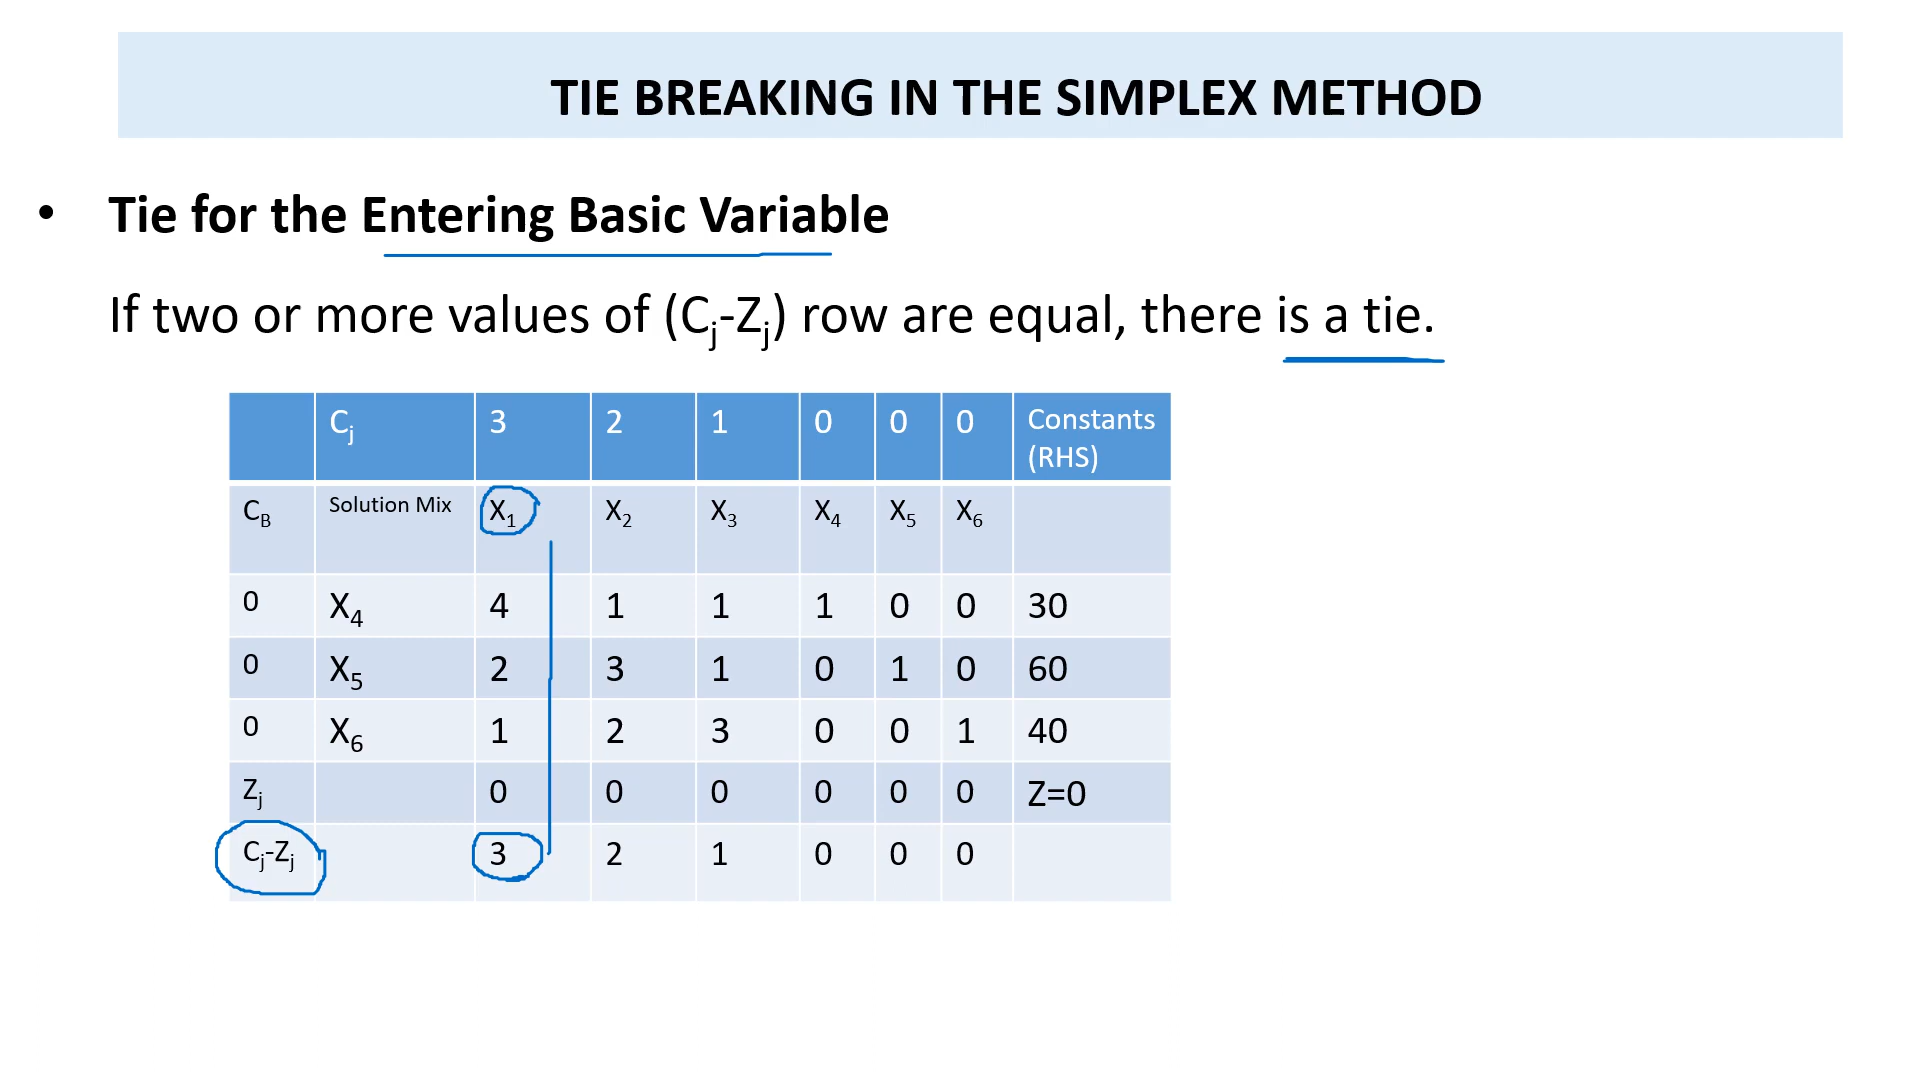 TIE BREAKING IN THE SIMPLEX METHOD
• Tie for the Entering Basic Variable
If two or more values of (Cj-Zj) row are equal, there is a tie.
Cj 3 2 1 0 0 0 Constants (RHS)
CB Solution Mix X1 X2 X3 X4 X5 X6
0 X4 4 1 1 1 0 0 30
0 X5 2 3 1 0 1 0 60
0 X6 1 2 3 0 0 1 40
Zj 0 0 0 0 0 0 Z=0
Cj-Zj 3 2 1 0 0 0